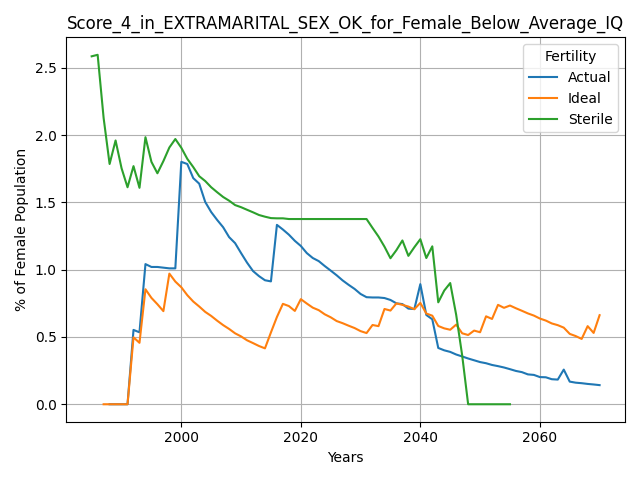 Score_4_in_EXTRAMARITAL_SEX_OK_for_Female_Below_Average_IQ
Fertility
Actual
Ideal
Sterile
% of Female Population
2.5
2.0
1.5
1.0
0.5
0.0
2000
2020
2040
2060
Years